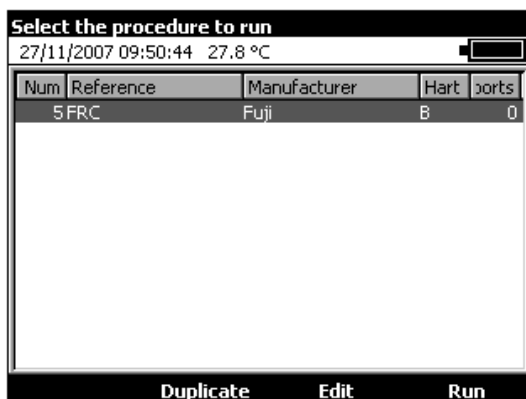 Select the procedure to run
27/11/2007 09:50:44 27.8 °C
Num Reference Manufacturer Hart ports
5 FRC Fuji B 0
Duplicate Edit Run